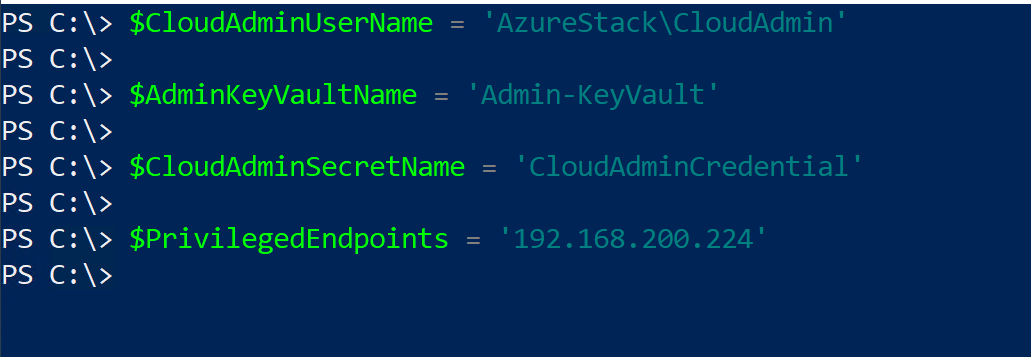 PS C:\> $CloudAdminUserName = 'AzureStack\CloudAdmin'
PS C:\>
PS C:\> $AdminKeyVaultName = 'Admin-KeyVault'
PS C:\>
PS C:\> $CloudAdminSecretName = 'CloudAdminCredential'
PS C:\>
PS C:\> $PrivilegedEndpoints = '192.168.200.224'
PS C:\>